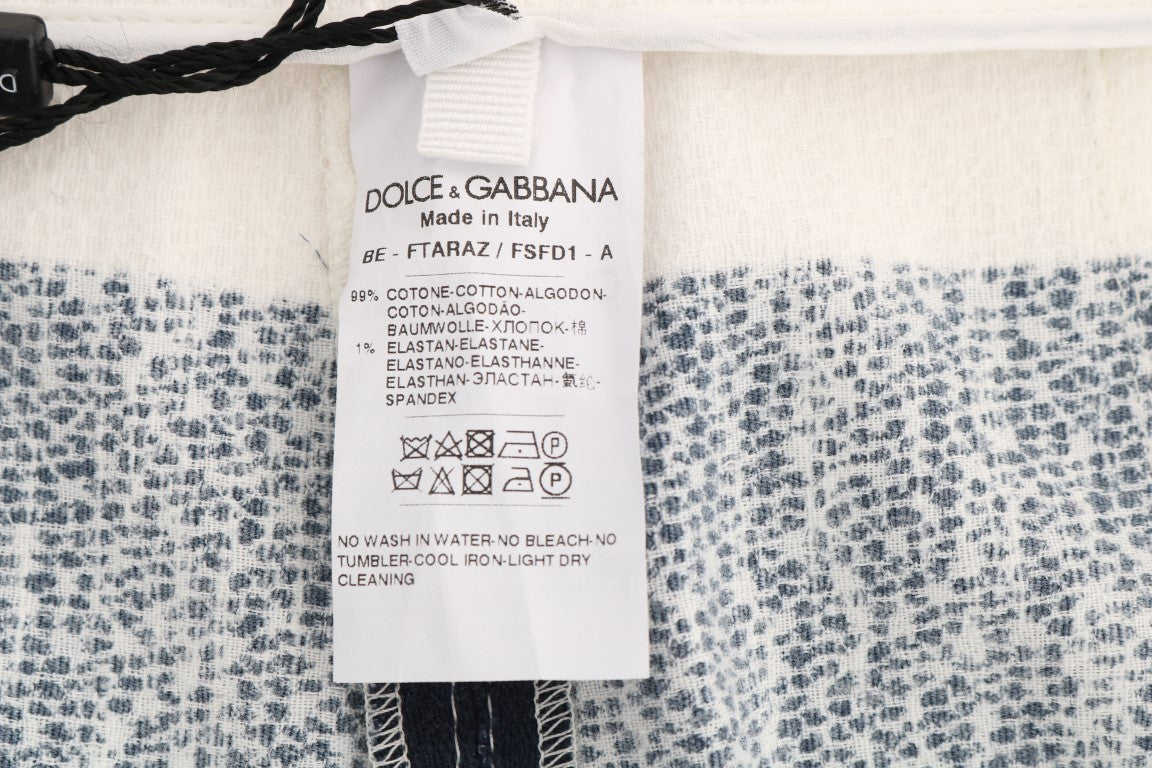 D
DOLCE & GABBANA
Made in Italy
BE - FTARAZ / FSFD1 - A
99% COTONE-COTTON-ALGODON-
COTON-ALGODÃO-
BAUMWOLLE-ХЛОПОК-棉
1% ELASTAN-ELASTANE-
ELASTANO-ELASTHANNE-
ELASTHAN-ЭЛАСТАН-氨纶-
SPANDEX
P
P
NO WASH IN WATER-NO BLEACH-NO
TUMBLER-COOL IRON-LIGHT DRY
CLEANING